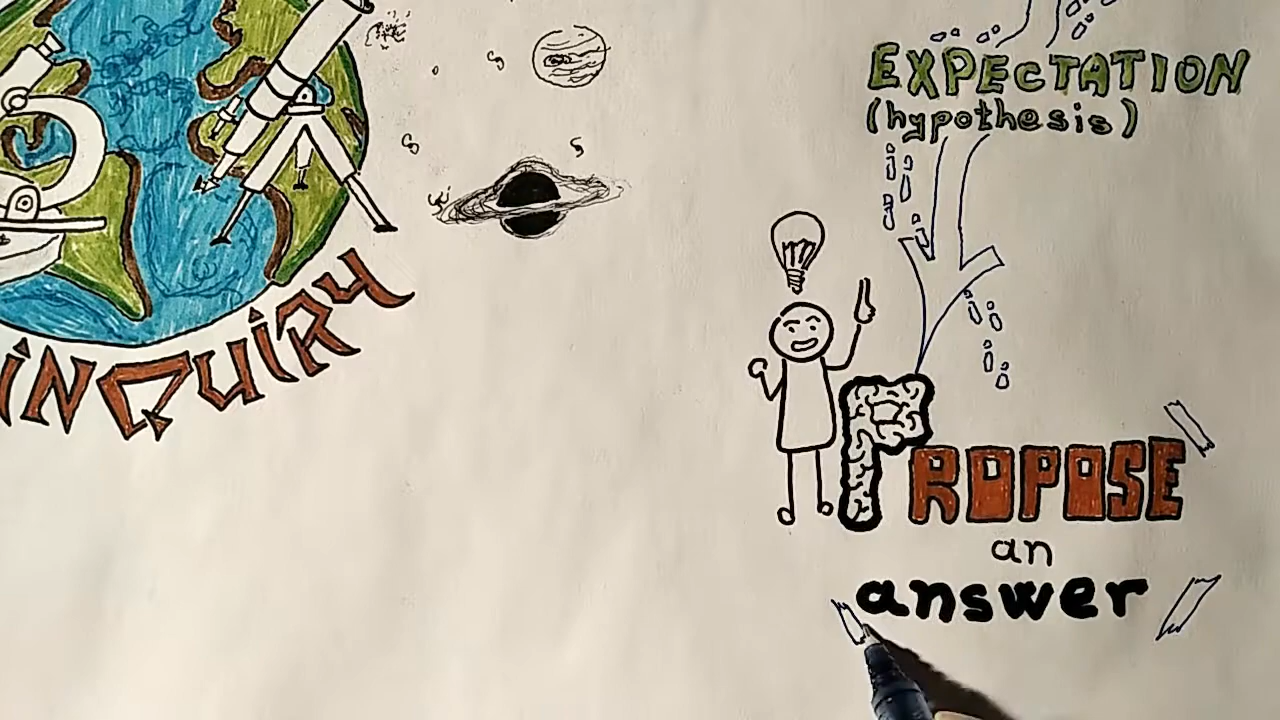 EXPECTATION
(hypothesis)
INQUIRY
PROPOSE
an
answer